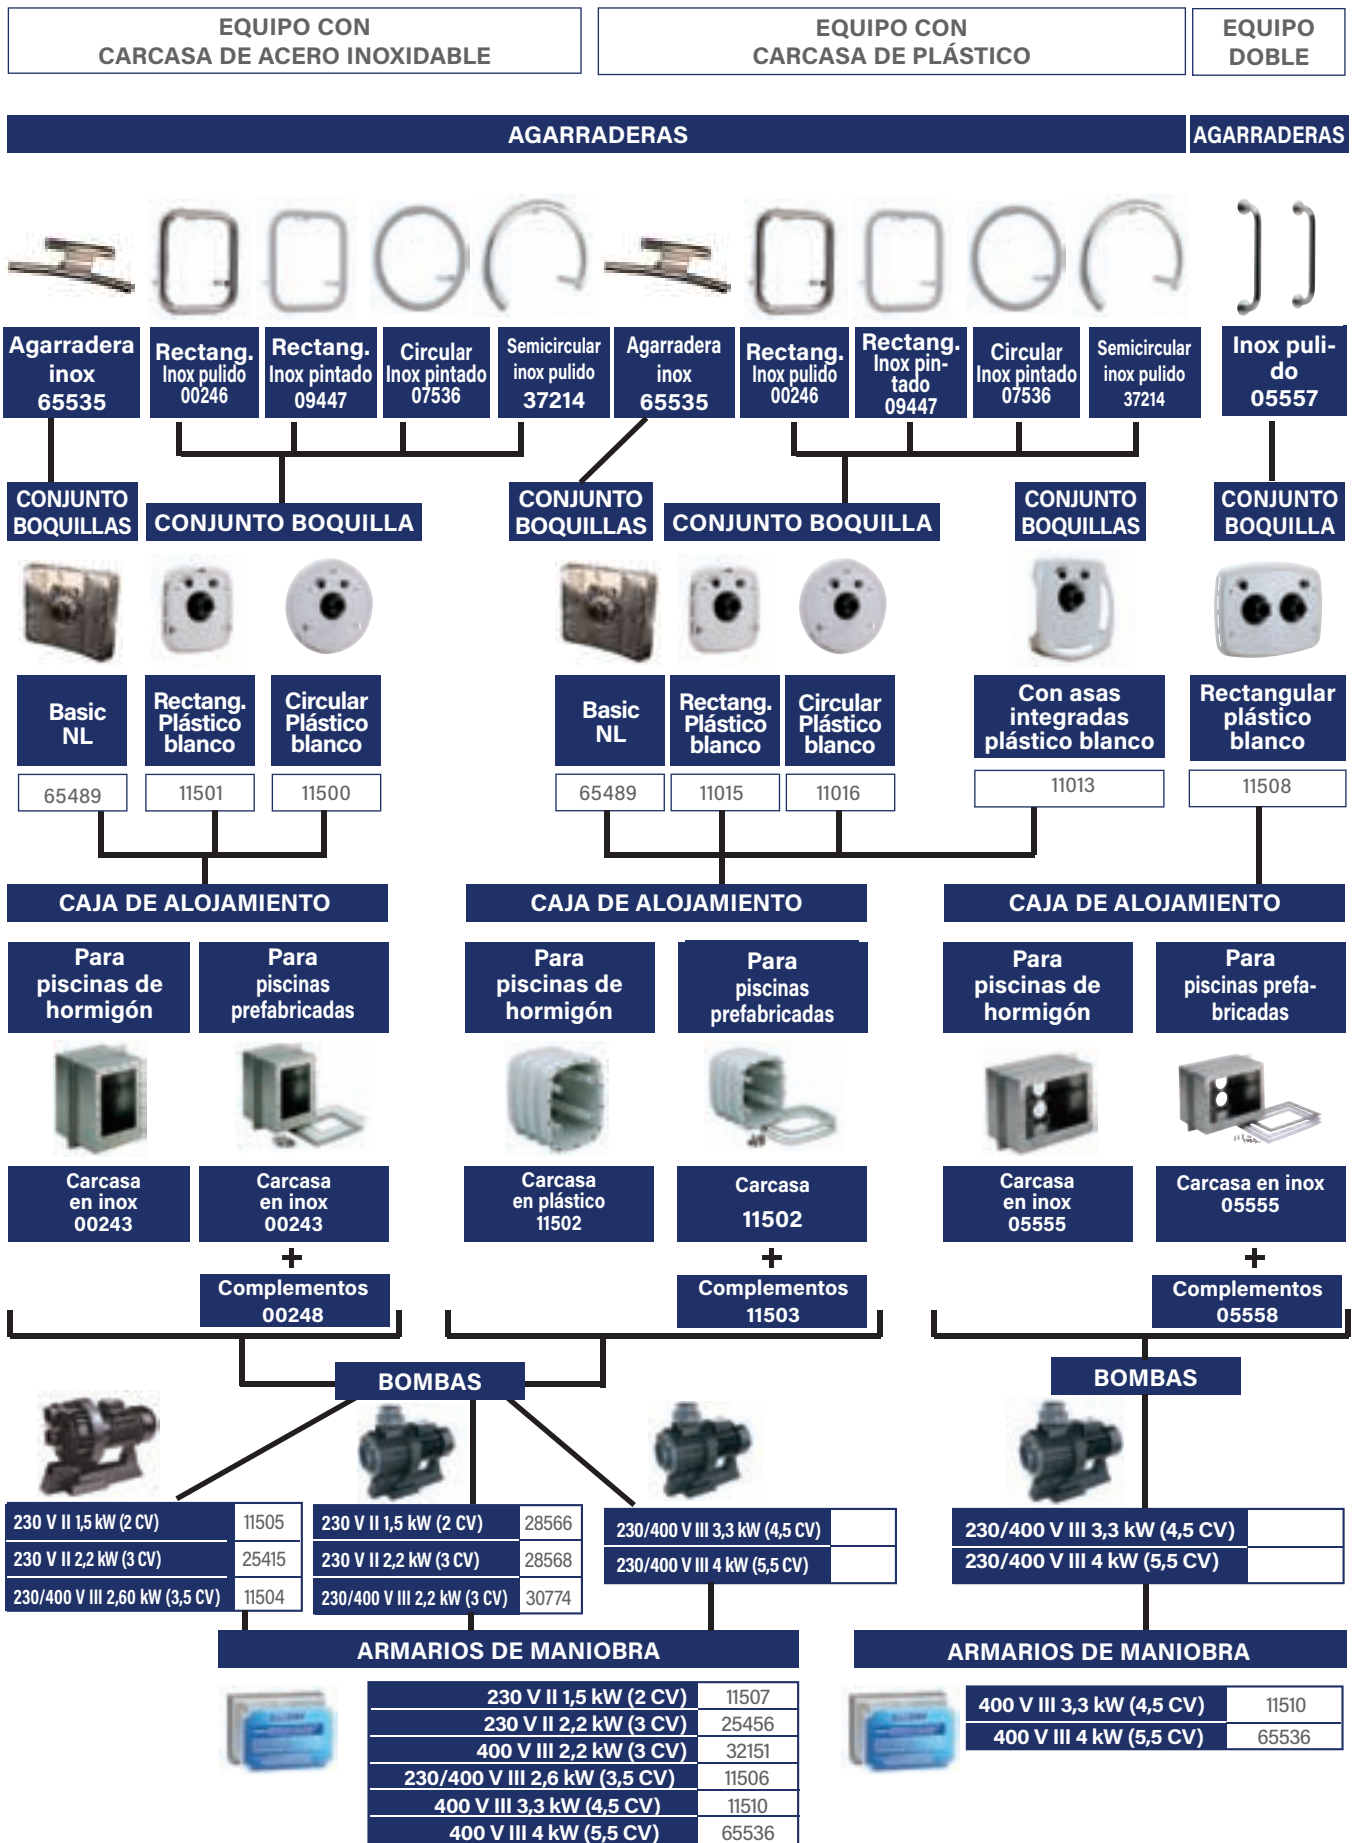 EQUIPO CON
CARCASA DE ACERO INOXIDABLE
EQUIPO CON
CARCASA DE PLÁSTICO
EQUIPO
DOBLE
AGARRADERAS
AGARRADERAS
Agarradera
inox
65535
Rectang.
Inox pulido
00246
Rectang.
Inox pintado
09447
Circular
Inox pintado
07536
Semicircular
inox pulido
37214
Agarradera
inox
65535
Rectang.
Inox pulido
00246
Rectang.
Inox pin-
tado
09447
Circular
Inox pintado
07536
Semicircular
inox pulido
37214
Inox puli-
do
05557
CONJUNTO
BOQUILLAS
CONJUNTO BOQUILLA
CONJUNTO
BOQUILLAS
CONJUNTO BOQUILLA
CONJUNTO
BOQUILLAS
CONJUNTO
BOQUILLA
Basic
NL
Rectang.
Plástico
blanco
Circular
Plástico
blanco
Basic
NL
Rectang.
Plástico
blanco
Circular
Plástico
blanco
Con asas
integradas
plástico blanco
Rectangular
plástico
blanco
65489
11501
11500
65489
11015
11016
11013
11508
CAJA DE ALOJAMIENTO
CAJA DE ALOJAMIENTO
CAJA DE ALOJAMIENTO
Para
piscinas de
hormigón
Para
piscinas
prefabricadas
Para
piscinas de
hormigón
Para
piscinas
prefabricadas
Para
piscinas de
hormigón
Para
piscinas prefa-
bricadas
Carcasa
en inox
00243
Carcasa
en inox
00243
Carcasa
en plástico
11502
Carcasa
11502
Carcasa
en inox
05555
Carcasa en inox
05555
+
+
+
Complementos
00248
Complementos
11503
Complementos
05558
BOMBAS
BOMBAS
230 V II 1,5 kW (2 CV) 11505
230 V II 2,2 kW (3 CV) 25415
230/400 V III 2,60 kW (3,5 CV) 11504
230 V II 1,5 kW (2 CV) 28566
230 V II 2,2 kW (3 CV) 28568
230/400 V III 2,2 kW (3 CV) 30774
230/400 V III 3,3 kW (4,5 CV)
230/400 V III 4 kW (5,5 CV)
230/400 V III 3,3 kW (4,5 CV)
230/400 V III 4 kW (5,5 CV)
ARMARIOS DE MANIOBRA
230 V II 1,5 kW (2 CV) 11507
230 V II 2,2 kW (3 CV) 25456
400 V III 2,2 kW (3 CV) 32151
230/400 V III 2,6 kW (3,5 CV) 11506
400 V III 3,3 kW (4,5 CV) 11510
400 V III 4 kW (5,5 CV) 65536
ARMARIOS DE MANIOBRA
400 V III 3,3 kW (4,5 CV) 11510
400 V III 4 kW (5,5 CV) 65536